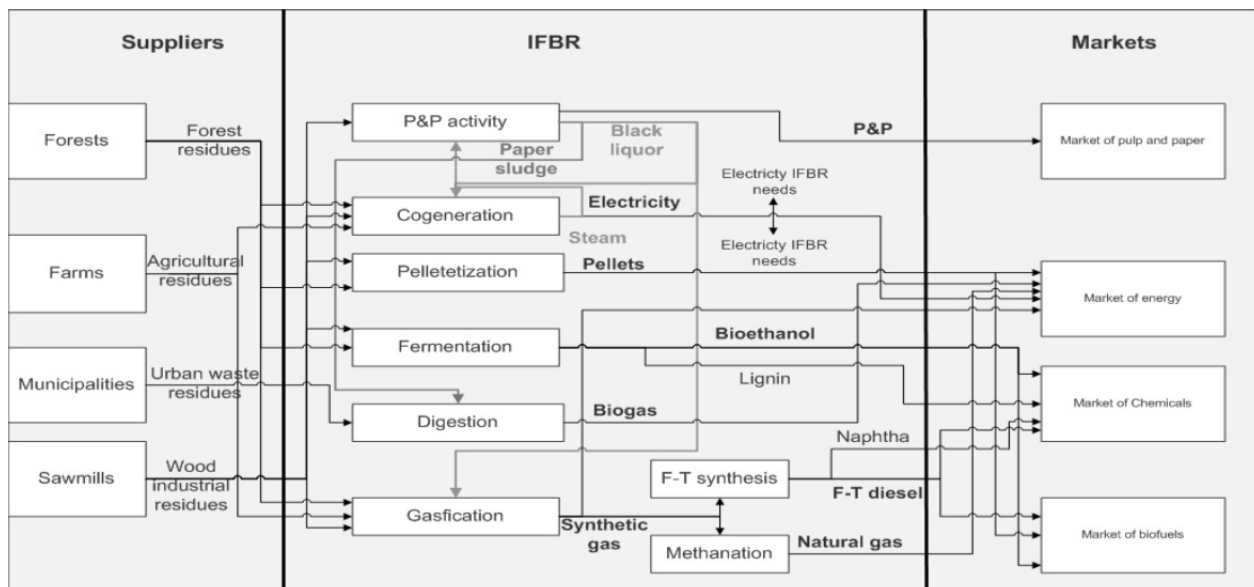 Suppliers
IFBR
Markets
Forests
Forest
residues
P&P activity
Black
liquor
Paper
sludge
P&P
Market of pulp and paper
Electricty IFBR
needs
Electricty IFBR
needs
Cogeneration
Electricity
Steam
Farms
Agricultural
residues
Pelletetization
Pellets
Market of energy
Fermentation
Bioethanol
Lignin
Municipalities
Urban waste
residues
Digestion
Biogas
Market of Chemicals
Naphtha
Sawmills
Wood
industrial
residues
F-T synthesis
F-T diesel
Gasfication
Synthetic
gas
Methanation
Natural gas
Market of biofuels